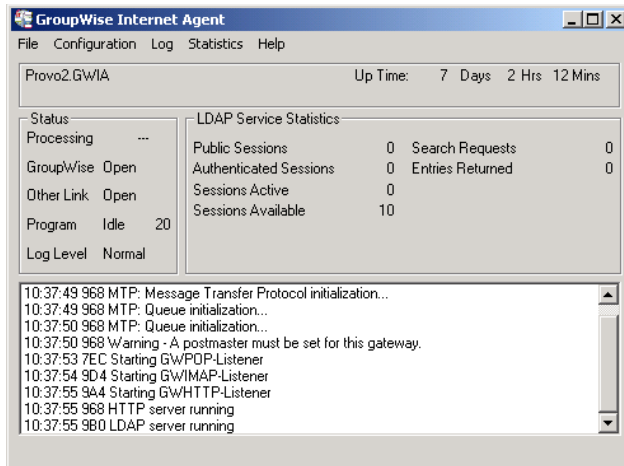 GroupWise Internet Agent
File Configuration Log Statistics Help
Provo2.GWIA Up Time: 7 Days 2 Hrs 12 Mins
Status
Processing ---
GroupWise Open
Other Link Open
Program Idle 20
Log Level Normal
LDAP Service Statistics
Public Sessions 0 Search Requests 0
Authenticated Sessions 0 Entries Returned 0
Sessions Active 0
Sessions Available 10
10:37:49 968 MTP: Message Transfer Protocol initialization...
10:37:49 968 MTP: Queue initialization...
10:37:50 968 MTP: Queue initialization...
10:37:50 968 Warning - A postmaster must be set for this gateway.
10:37:53 7EC Starting GWPOP-Listener
10:37:54 9D4 Starting GWIMAP-Listener
10:37:55 9A4 Starting GWHTTP-Listener
10:37:55 968 HTTP server running
10:37:55 9B0 LDAP server running